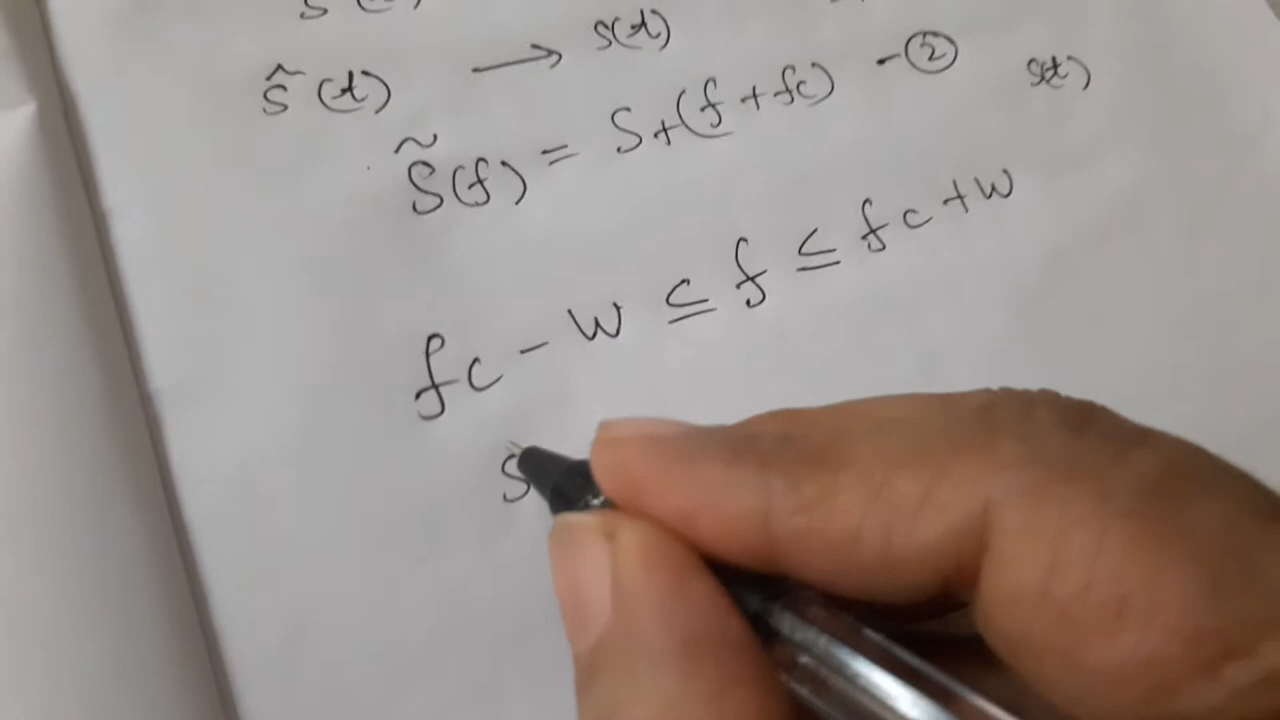 ŝ(t) → s(t)
S̃(f) = S+(f + fc) - ② s(t)
fc - W ≤ f ≤ fc + W
S